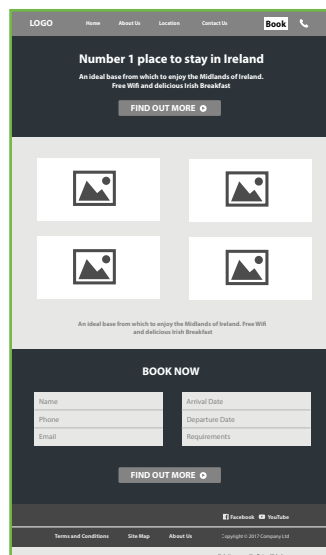 LOGO Home About Us Location Contact Us Book
Number 1 place to stay in Ireland
An ideal base from which to enjoy the Midlands of Ireland.
Free Wifi and delicious Irish Breakfast
FIND OUT MORE
An ideal base from which to enjoy the Midlands of Ireland. Free Wifi
and delicious Irish Breakfast
BOOK NOW
Name Arrival Date
Phone Departure Date
Email Requirements
FIND OUT MORE
Facebook YouTube
Terms and Conditions Site Map About Us Copyright © 2017 Company Ltd